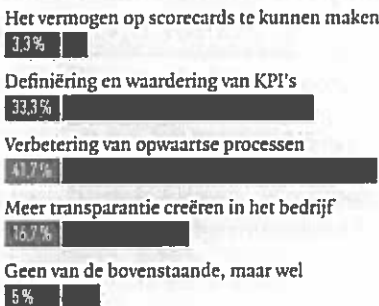 Het vermogen op scorecards te kunnen maken
3,3%
Definiëring en waardering van KPI's
33,3%
Verbetering van opwaartse processen
41,7%
Meer transparantie creëren in het bedrijf
16,7%
Geen van de bovenstaande, maar wel
5%